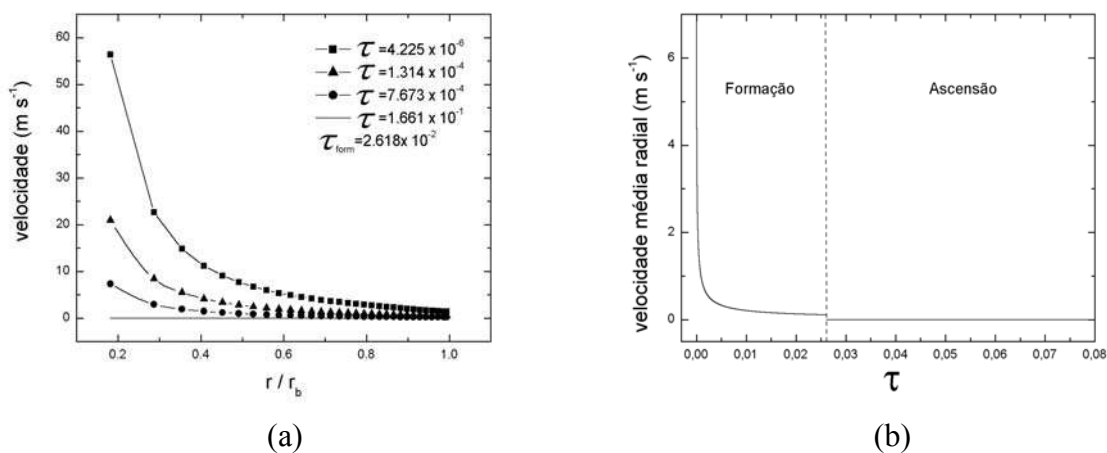 60
50
40
30
20
10
0
velocidade (m s⁻¹)
τ =4.225 x 10⁻⁶
τ =1.314 x 10⁻⁴
τ =7.673 x 10⁻⁴
τ =1.661 x 10⁻¹
τ form =2.618x 10⁻²
0.2 0.4 0.6 0.8 1.0
r / r_b
(a)
6
4
2
0
velocidade média radial (m s⁻¹)
Formação Ascensão
0,00 0,01 0,02 0,03 0,04 0,05 0,06 0,07 0,08
τ
(b)